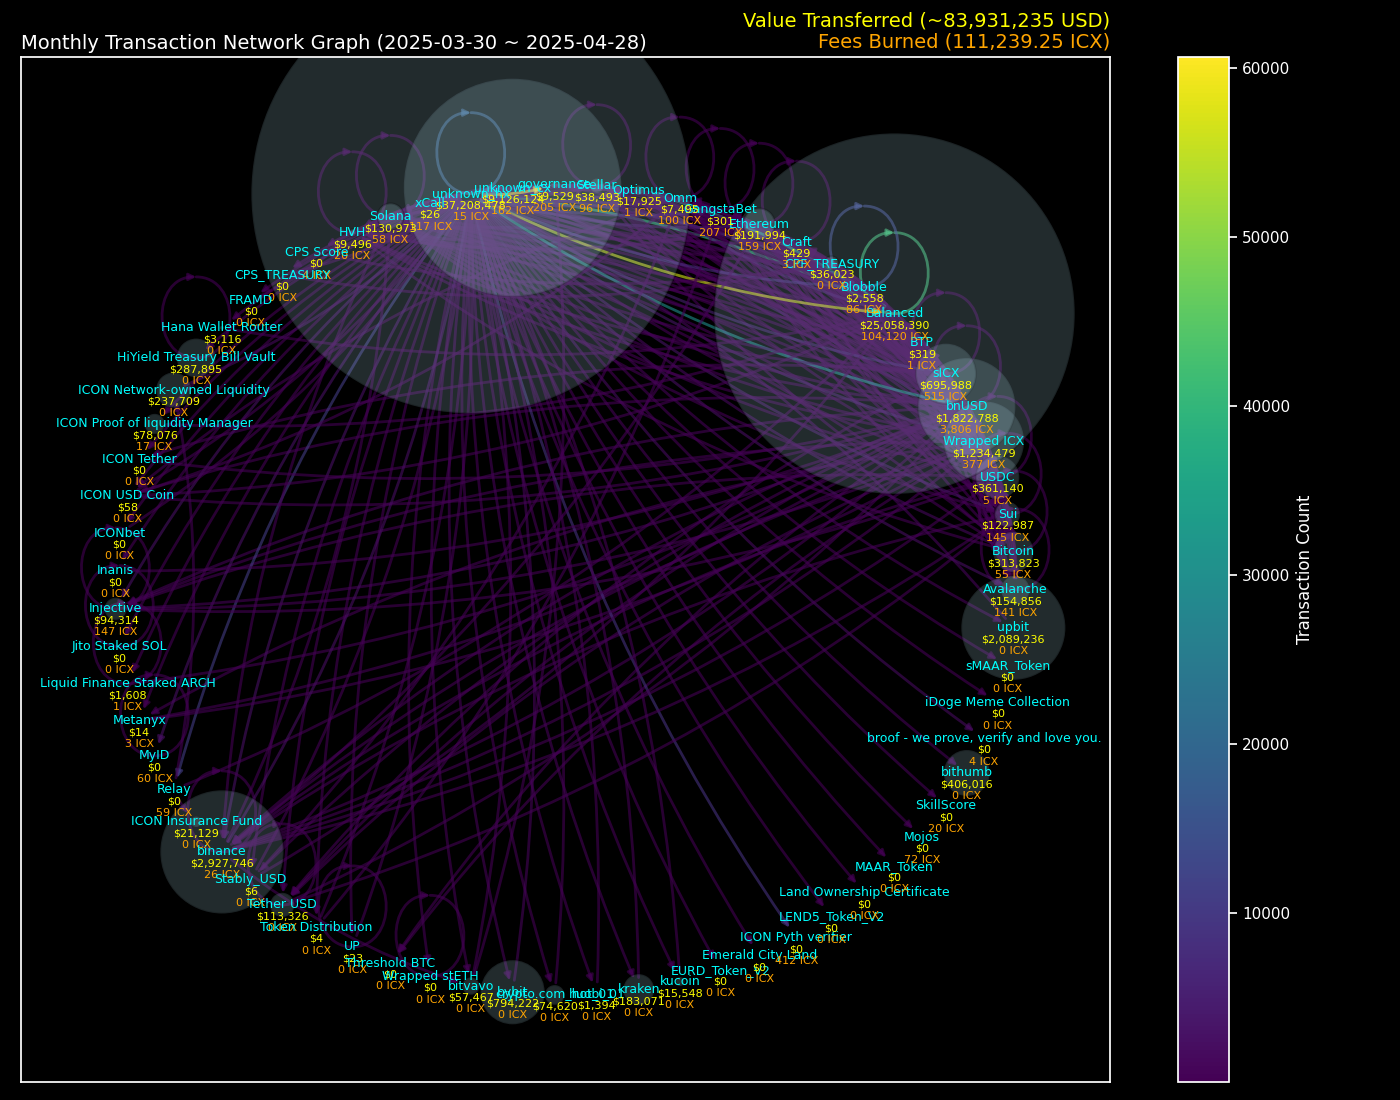 Value Transferred (~83,931,235 USD)
Monthly Transaction Network Graph (2025-03-30 ~ 2025-04-28)
Fees Burned (111,239.25 ICX)
governance
$9,529
205 ICX
Stellar
$38,493
96 ICX
Optimus
$17,925
1 ICX
Omm
$7,495
100 ICX
GangstaBet
$301
207 ICX
Ethereum
$191,994
159 ICX
Craft
$429
CPF_TREASURY
$36,023
0 ICX
Blobble
$2,558
86 ICX
Balanced
$25,058,390
104,120 ICX
BTP
$319
1 ICX
sICX
$695,988
515 ICX
bnUSD
$1,822,788
3,806 ICX
Wrapped ICX
$1,234,479
377 ICX
USDC
$361,140
5 ICX
Sui
$122,987
145 ICX
Bitcoin
$313,823
55 ICX
Avalanche
$154,856
141 ICX
upbit
$2,089,236
0 ICX
sMAAR_Token
$0
0 ICX
iDoge Meme Collection
$0
0 ICX
broof - we prove, verify and love you.
$0
4 ICX
bithumb
$406,016
0 ICX
SkillScore
$0
20 ICX
Mojos
$0
72 ICX
MAAR_Token
$0
0 ICX
Land Ownership Certificate
$0
0 ICX
LEND5_Token_V2
$0
0 ICX
ICON Pyth verifier
$0
412 ICX
Emerald City Land
$0
0 ICX
EURD_Token_V2
$0
0 ICX
kucoin
$15,548
0 ICX
kraken
$183,071
0 ICX
huobi_01
$1,394
0 ICX
crypto.com_hot_01
$74,620
0 ICX
bybit
$794,222
0 ICX
bitvavo
$57,467
0 ICX
Wrapped stETH
$0
0 ICX
Threshold BTC
$0
0 ICX
UP
$23
0 ICX
Token Distribution
$4
0 ICX
Tether USD
$113,326
Stably_USD
$6
0 ICX
binance
$2,927,746
26 ICX
ICON Insurance Fund
$21,129
0 ICX
Relay
$0
59 ICX
MyID
$0
60 ICX
Metanyx
$14
3 ICX
Liquid Finance Staked ARCH
$1,608
1 ICX
Jito Staked SOL
$0
0 ICX
Injective
$94,314
147 ICX
Inanis
$0
0 ICX
ICONbet
$0
0 ICX
ICON USD Coin
$58
0 ICX
ICON Tether
$0
0 ICX
ICON Proof of liquidity Manager
$78,076
17 ICX
ICON Network-owned Liquidity
$237,709
0 ICX
HiYield Treasury Bill Vault
$287,895
0 ICX
Hana Wallet Router
$3,116
0 ICX
FRAMD
$0
0 ICX
CPS_TREASURY
$0
0 ICX
CPS Score
$0
HVH
$9,496
20 ICX
Solana
$130,973
58 ICX
xCall
$26
$37,208,478
15 ICX
$9,126,124
102 ICX
60000
50000
40000
30000
20000
10000
Transaction Count